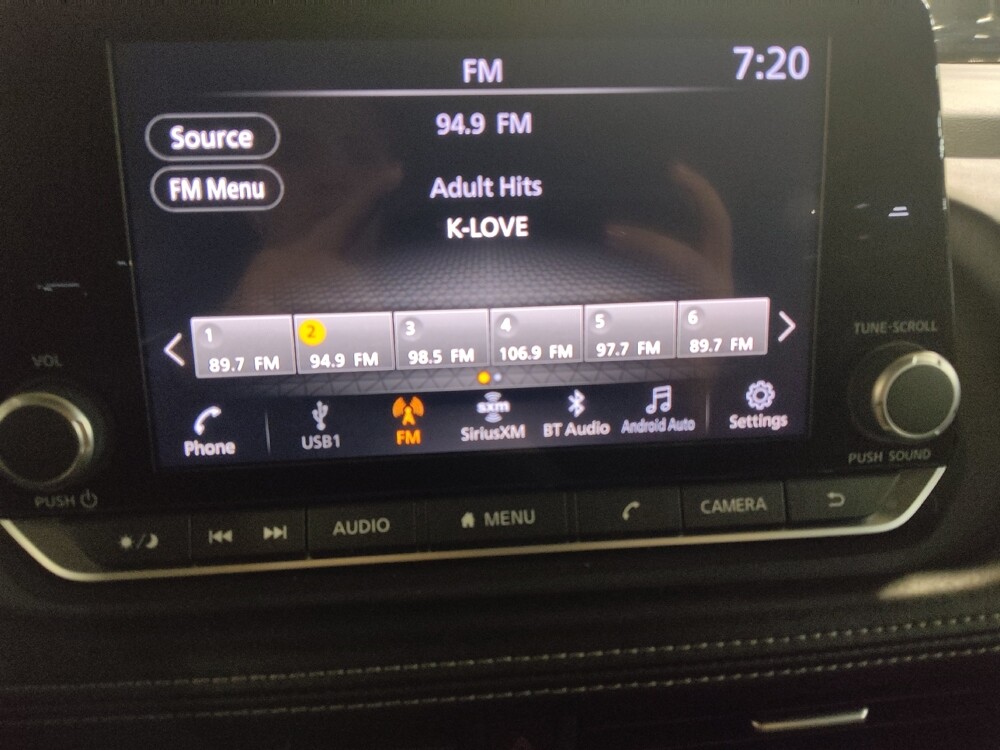 FM
7:20
Source
94.9 FM
FM Menu
Adult Hits
K-LOVE
1
2
3
4
5
6
89.7 FM
94.9 FM
98.5 FM
106.9 FM
97.7 FM
89.7 FM
Phone
USB1
FM
sxm
SiriusXM
BT Audio
Android Auto
Settings
VOL
PUSH
TUNE·SCROLL
PUSH SOUND
AUDIO
MENU
CAMERA